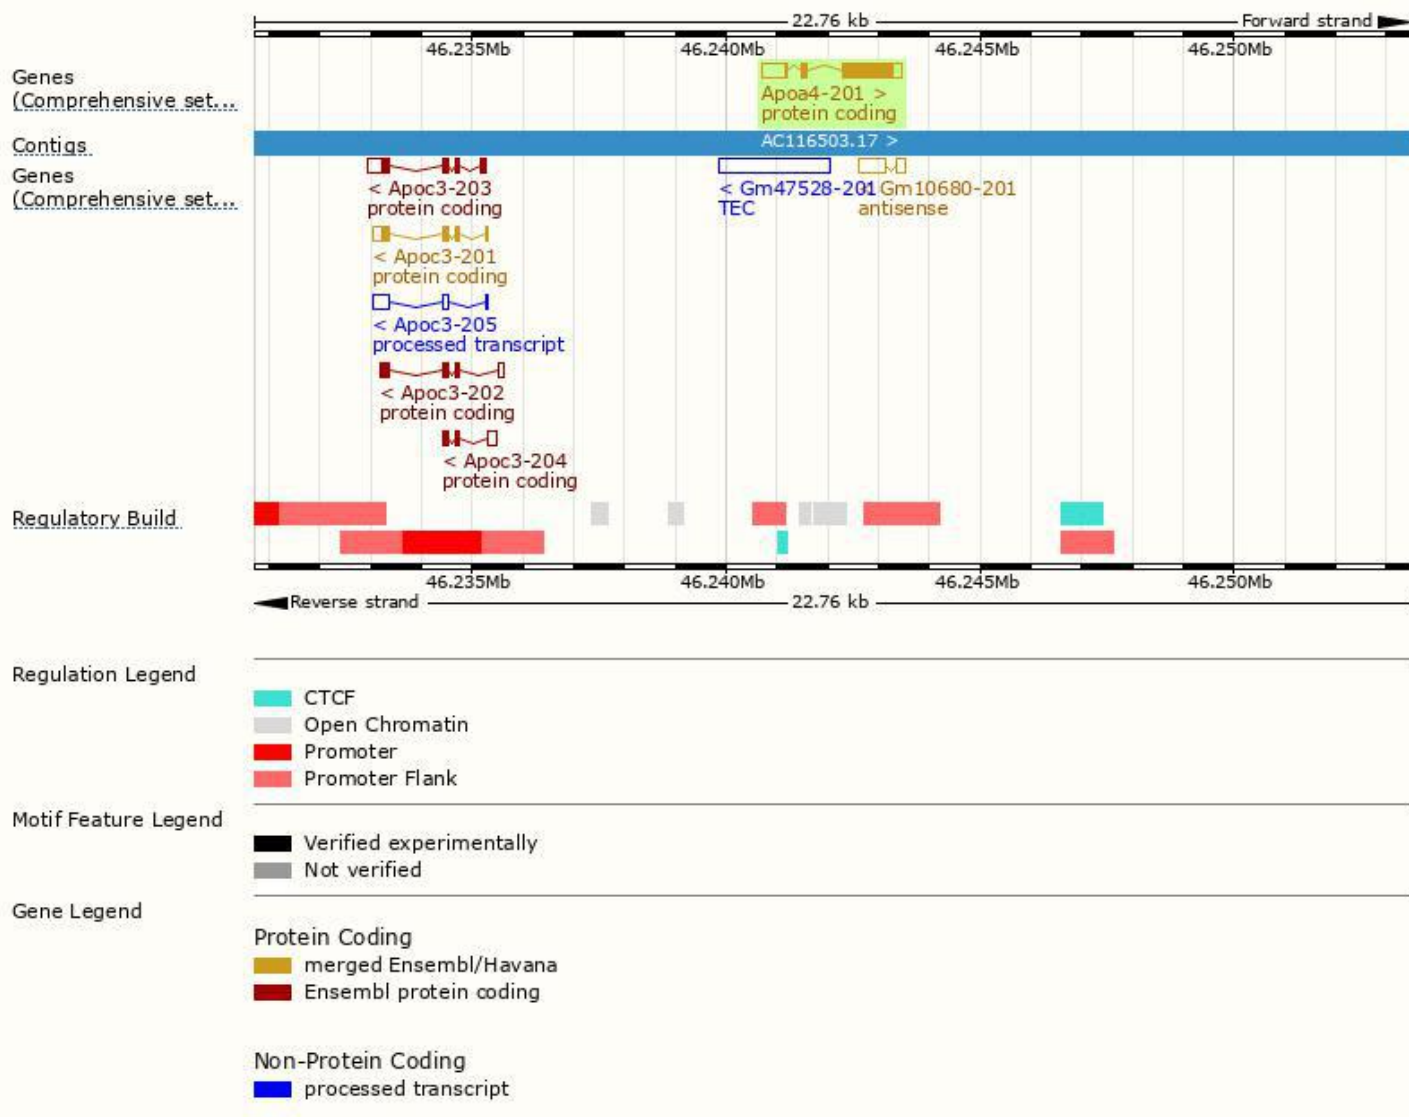 22.76 kb Forward strand
46.235Mb 46.240Mb 46.245Mb 46.250Mb
Genes
(Comprehensive set...
Apoa4-201 >
protein coding
Contigs AC116503.17 >
Genes
(Comprehensive set...
< Apoc3-203 < Gm47528-201 < Gm10680-201
protein coding TEC antisense
< Apoc3-201
protein coding
< Apoc3-205
processed transcript
< Apoc3-202
protein coding
< Apoc3-204
protein coding
Regulatory Build
46.235Mb 46.240Mb 46.245Mb 46.250Mb
Reverse strand 22.76 kb
Regulation Legend
CTCF
Open Chromatin
Promoter
Promoter Flank
Motif Feature Legend
Verified experimentally
Not verified
Gene Legend
Protein Coding
merged Ensembl/Havana
Ensembl protein coding
Non-Protein Coding
processed transcript